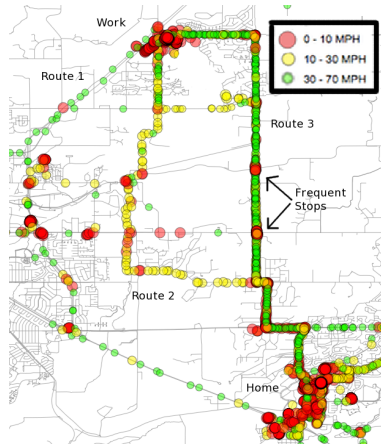 Work
0 - 10 MPH
10 - 30 MPH
30 - 70 MPH
Route 1
Route 3
Frequent
Stops
Route 2
Home